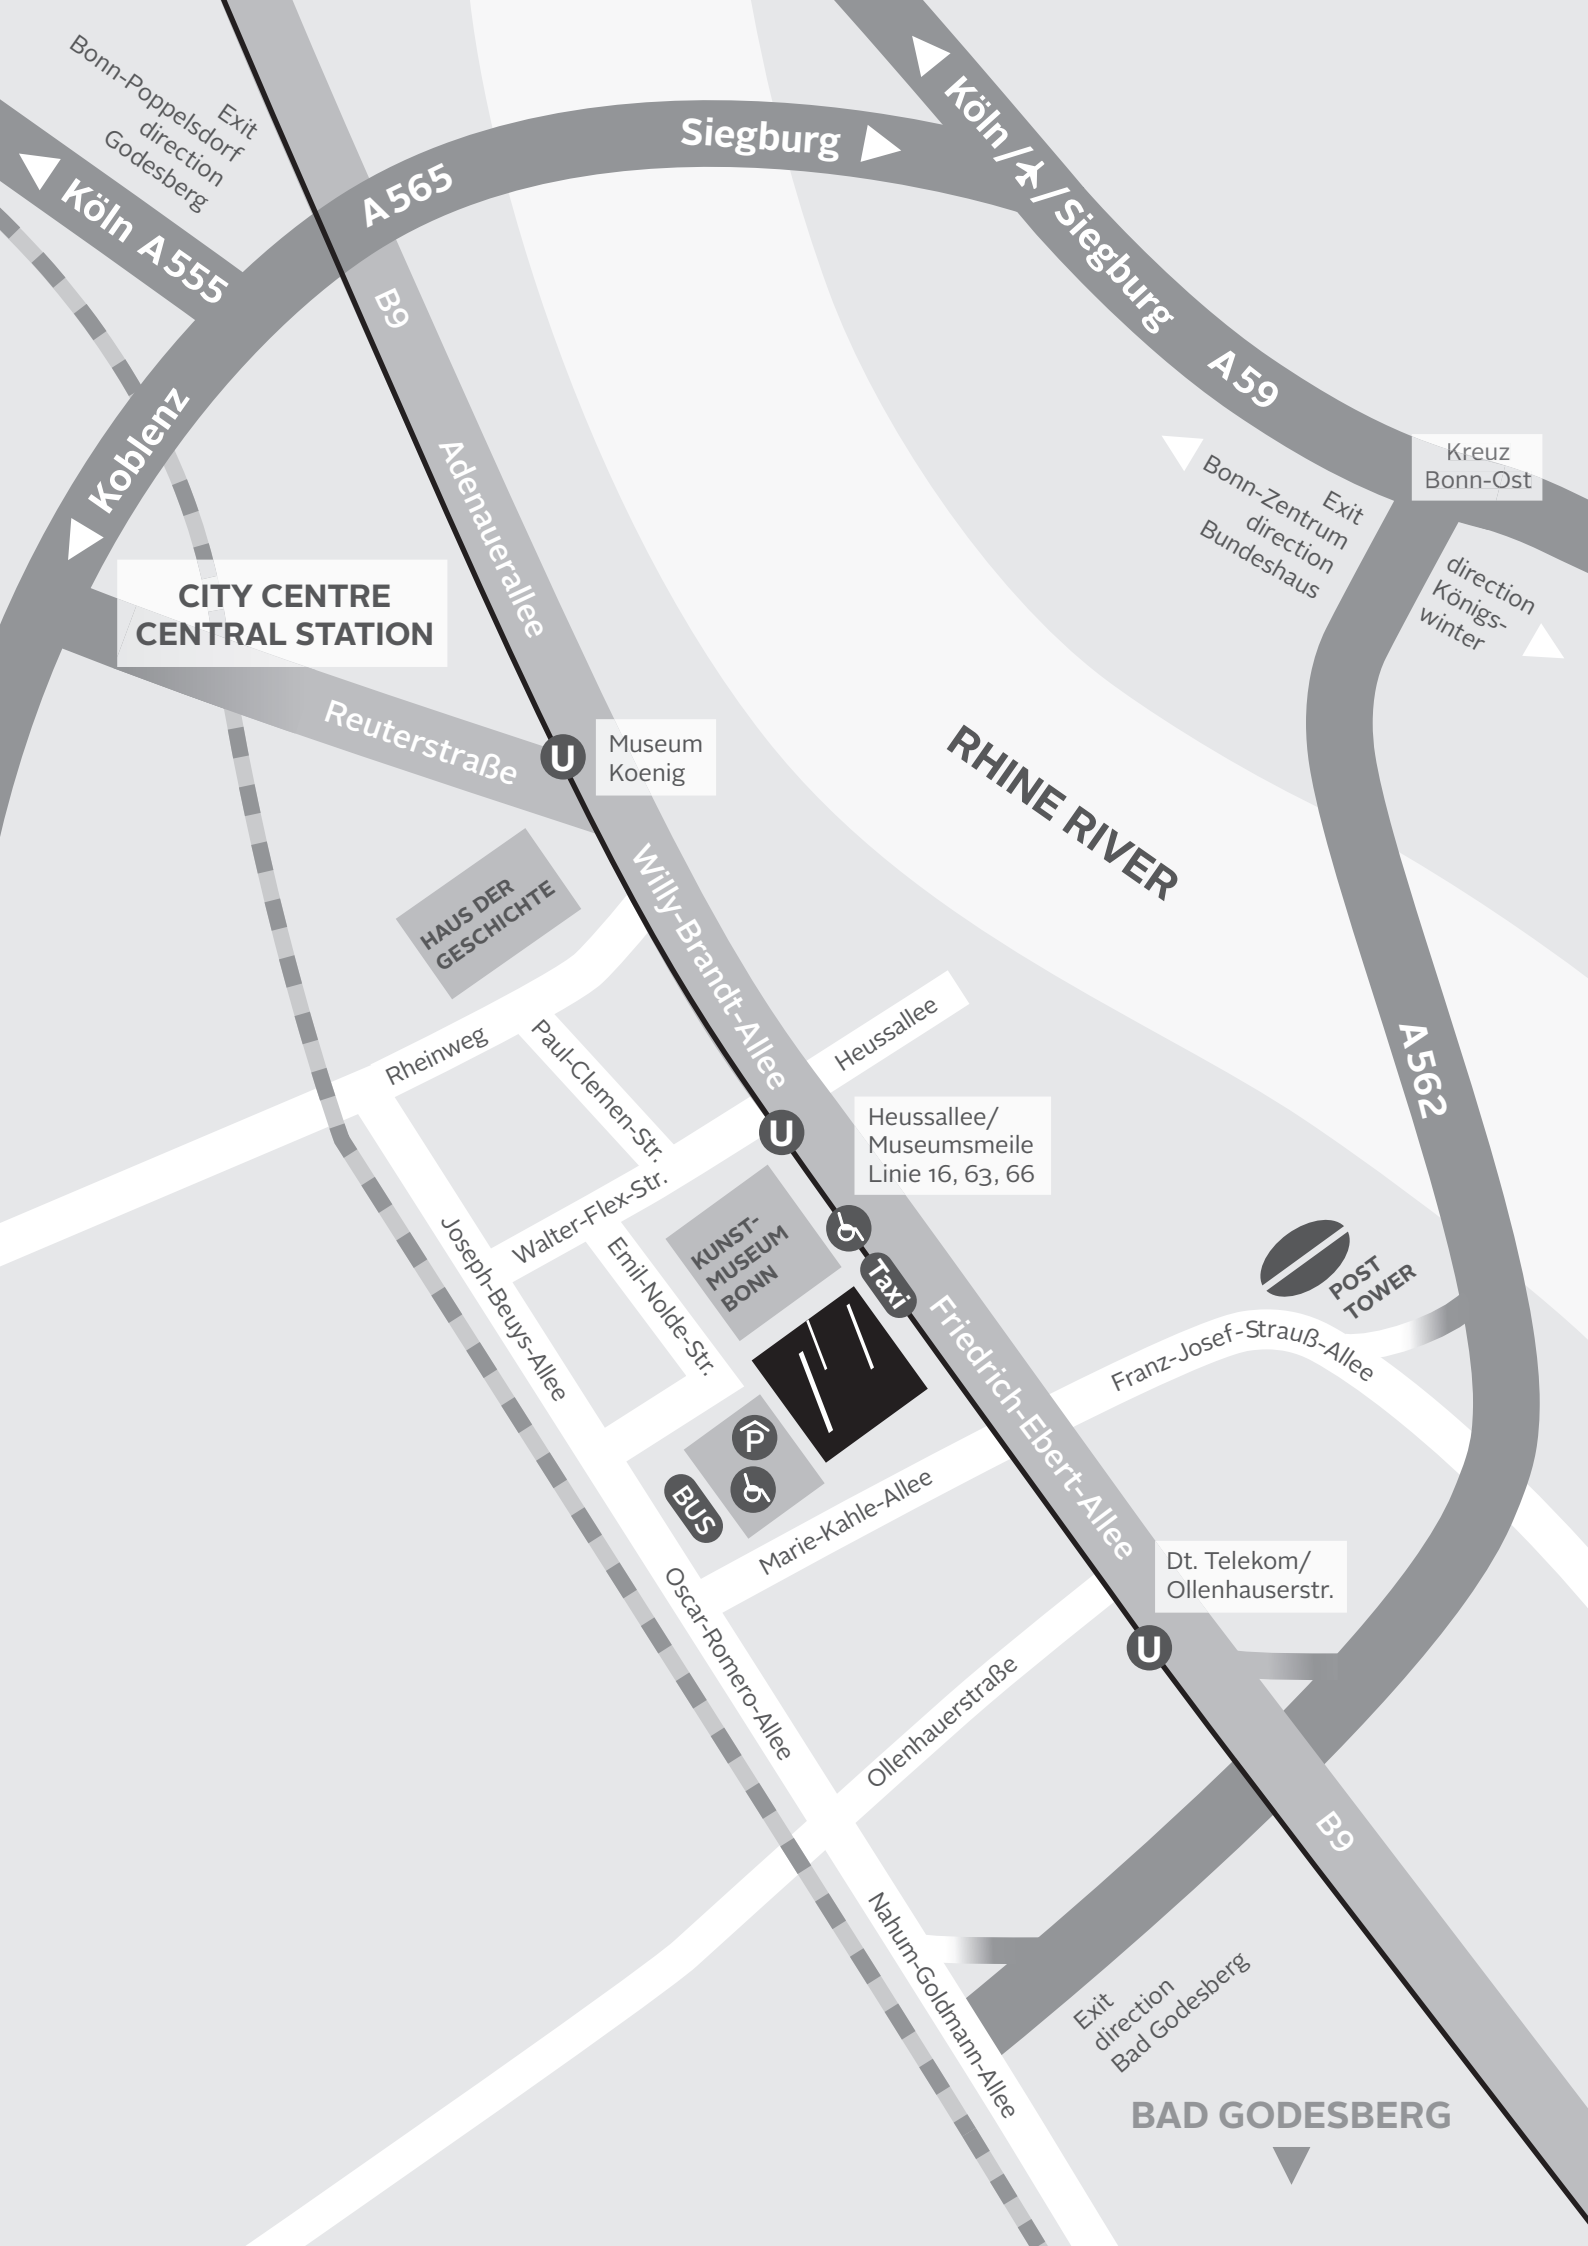 Exit
Bonn-Poppelsdorf
direction
Godesberg
Köln A 555
A 565
Siegburg
Köln / / Siegburg
A 59
B9
Koblenz
Adenauerallee
Kreuz
Bonn-Ost
Exit
Bonn-Zentrum
direction
Bundeshaus
direction
Königs-
winter
CITY CENTRE
CENTRAL STATION
Reuterstraße
U
Museum
Koenig
RHINE RIVER
HAUS DER
GESCHICHTE
Willy-Brandt-Allee
Heussallee
Rheinweg
Paul-Clemen-Str.
A 562
U
Heussallee/
Museumsmeile
Linie 16, 63, 66
Walter-Flex-Str.
Joseph-Beuys-Allee
Emil-Nolde-Str.
KUNST-
MUSEUM
BONN
Taxi
Friedrich-Ebert-Allee
POST
TOWER
Franz-Josef-Strauß-Allee
P
BUS
Marie-Kahle-Allee
Dt. Telekom/
Ollenhauserstr.
U
Oscar-Romero-Allee
Ollenhauerstraße
B9
Nahum-Goldmann-Allee
Exit
direction
Bad Godesberg
BAD GODESBERG